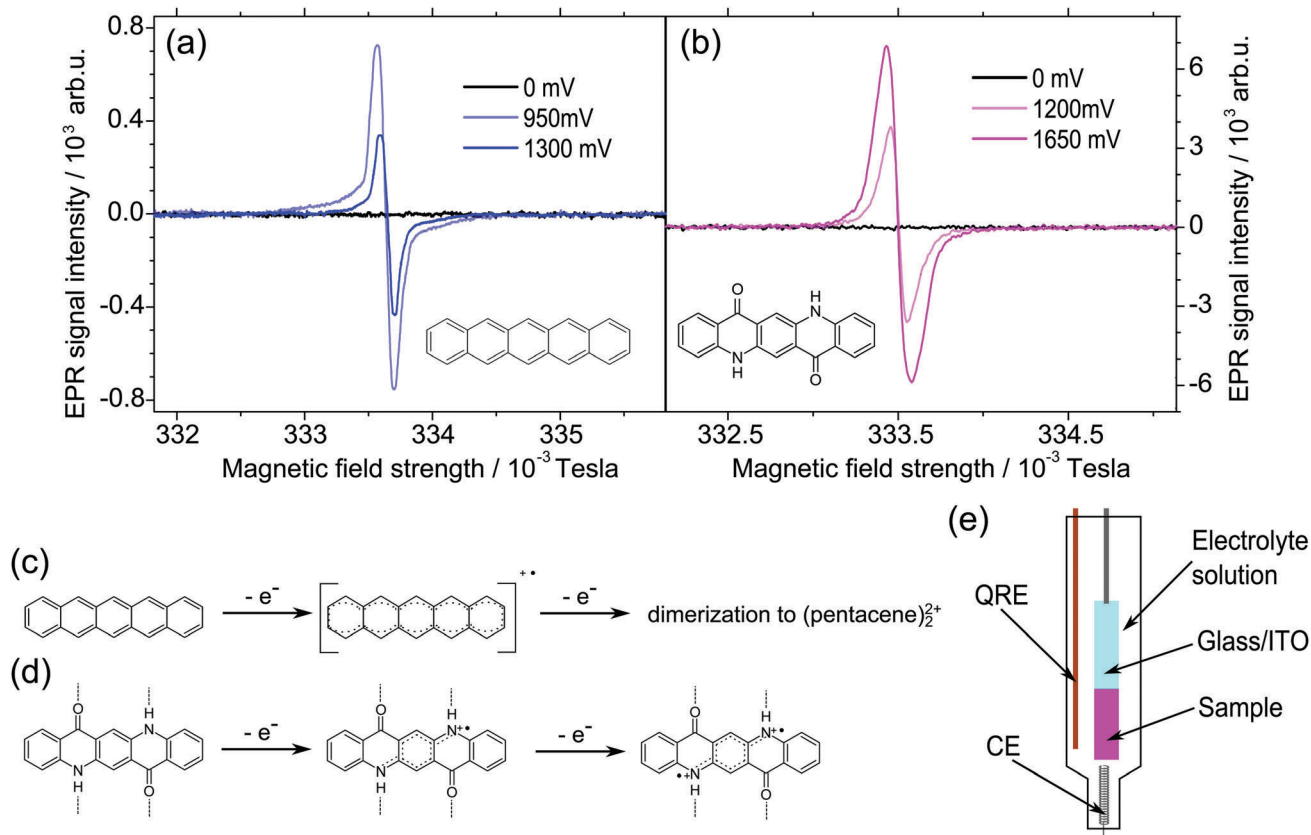 (a)
0 mV
950mV
1300 mV
EPR signal intensity / 10³ arb.u.
0.8
0.4
0.0
-0.4
-0.8
332
333
334
335
Magnetic field strength / 10⁻³ Tesla
(b)
0 mV
1200mV
1650 mV
O
H
N
N
H
O
6
3
0
-3
-6
EPR signal intensity / 10³ arb.u.
332.5
333.5
334.5
Magnetic field strength / 10⁻³ Tesla
(c)
- e⁻
+ •
- e⁻
dimerization to (pentacene)₂²⁺
(d)
O
H
N
N
H
O
- e⁻
O
H
N+•
N
H
O
- e⁻
O
H
N+•
•+N
H
O
(e)
QRE
Electrolyte
solution
Glass/ITO
Sample
CE